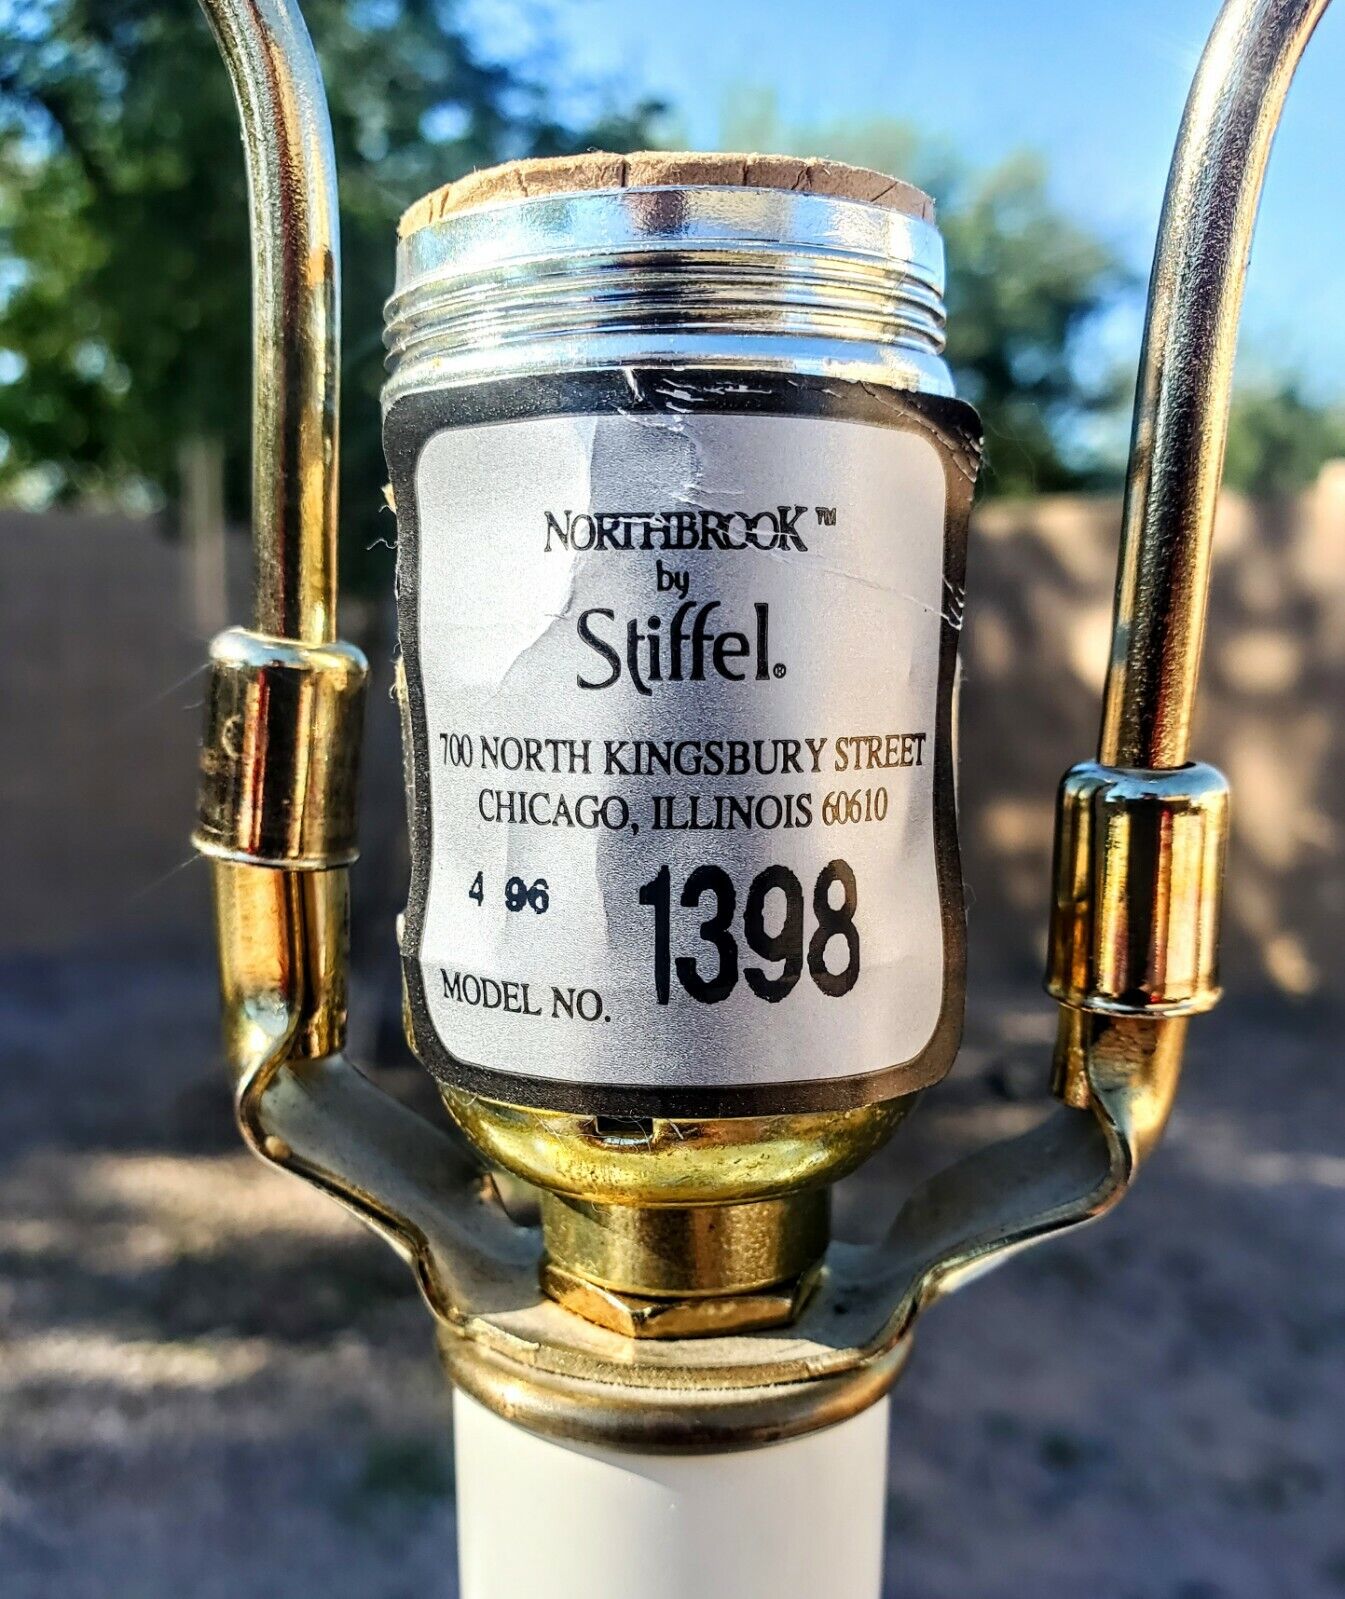 NORTHBROOK™
by
Stiffel®
700 NORTH KINGSBURY STREET
CHICAGO, ILLINOIS 60610
4 96
MODEL NO. 1398